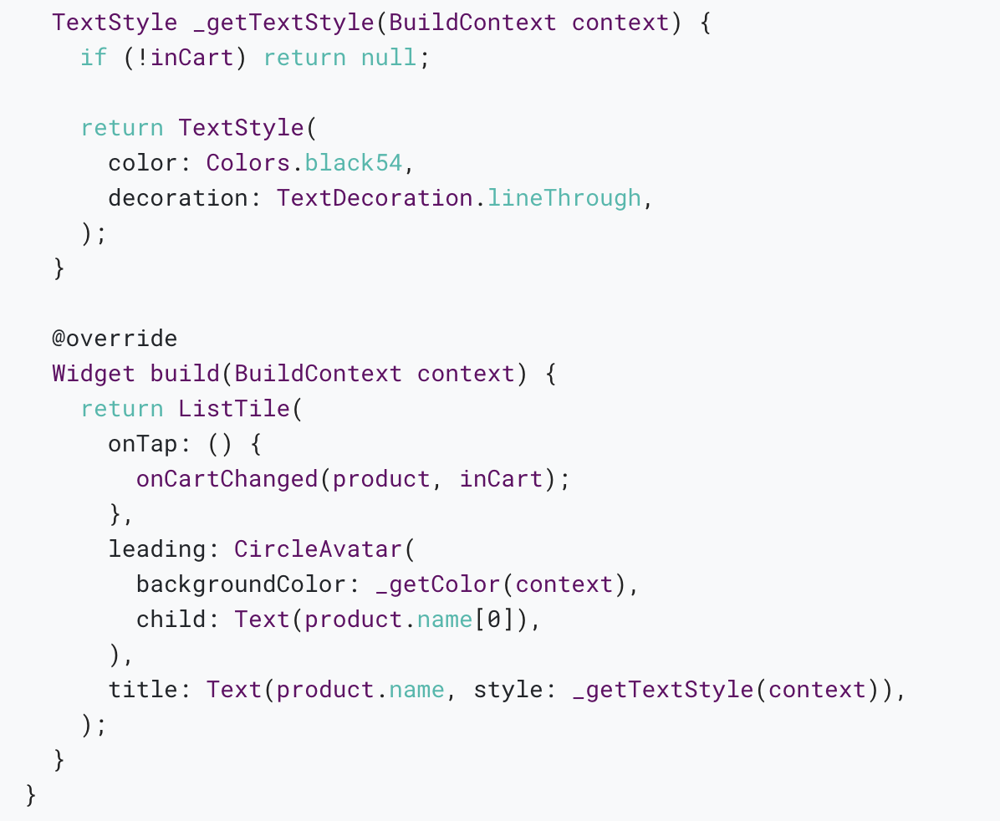 TextStyle _getTextStyle(BuildContext context) {
    if (!inCart) return null;

    return TextStyle(
      color: Colors.black54,
      decoration: TextDecoration.lineThrough,
    );
  }

  @override
  Widget build(BuildContext context) {
    return ListTile(
      onTap: () {
        onCartChanged(product, inCart);
      },
      leading: CircleAvatar(
        backgroundColor: _getColor(context),
        child: Text(product.name[0]),
      ),
      title: Text(product.name, style: _getTextStyle(context)),
    );
  }
}